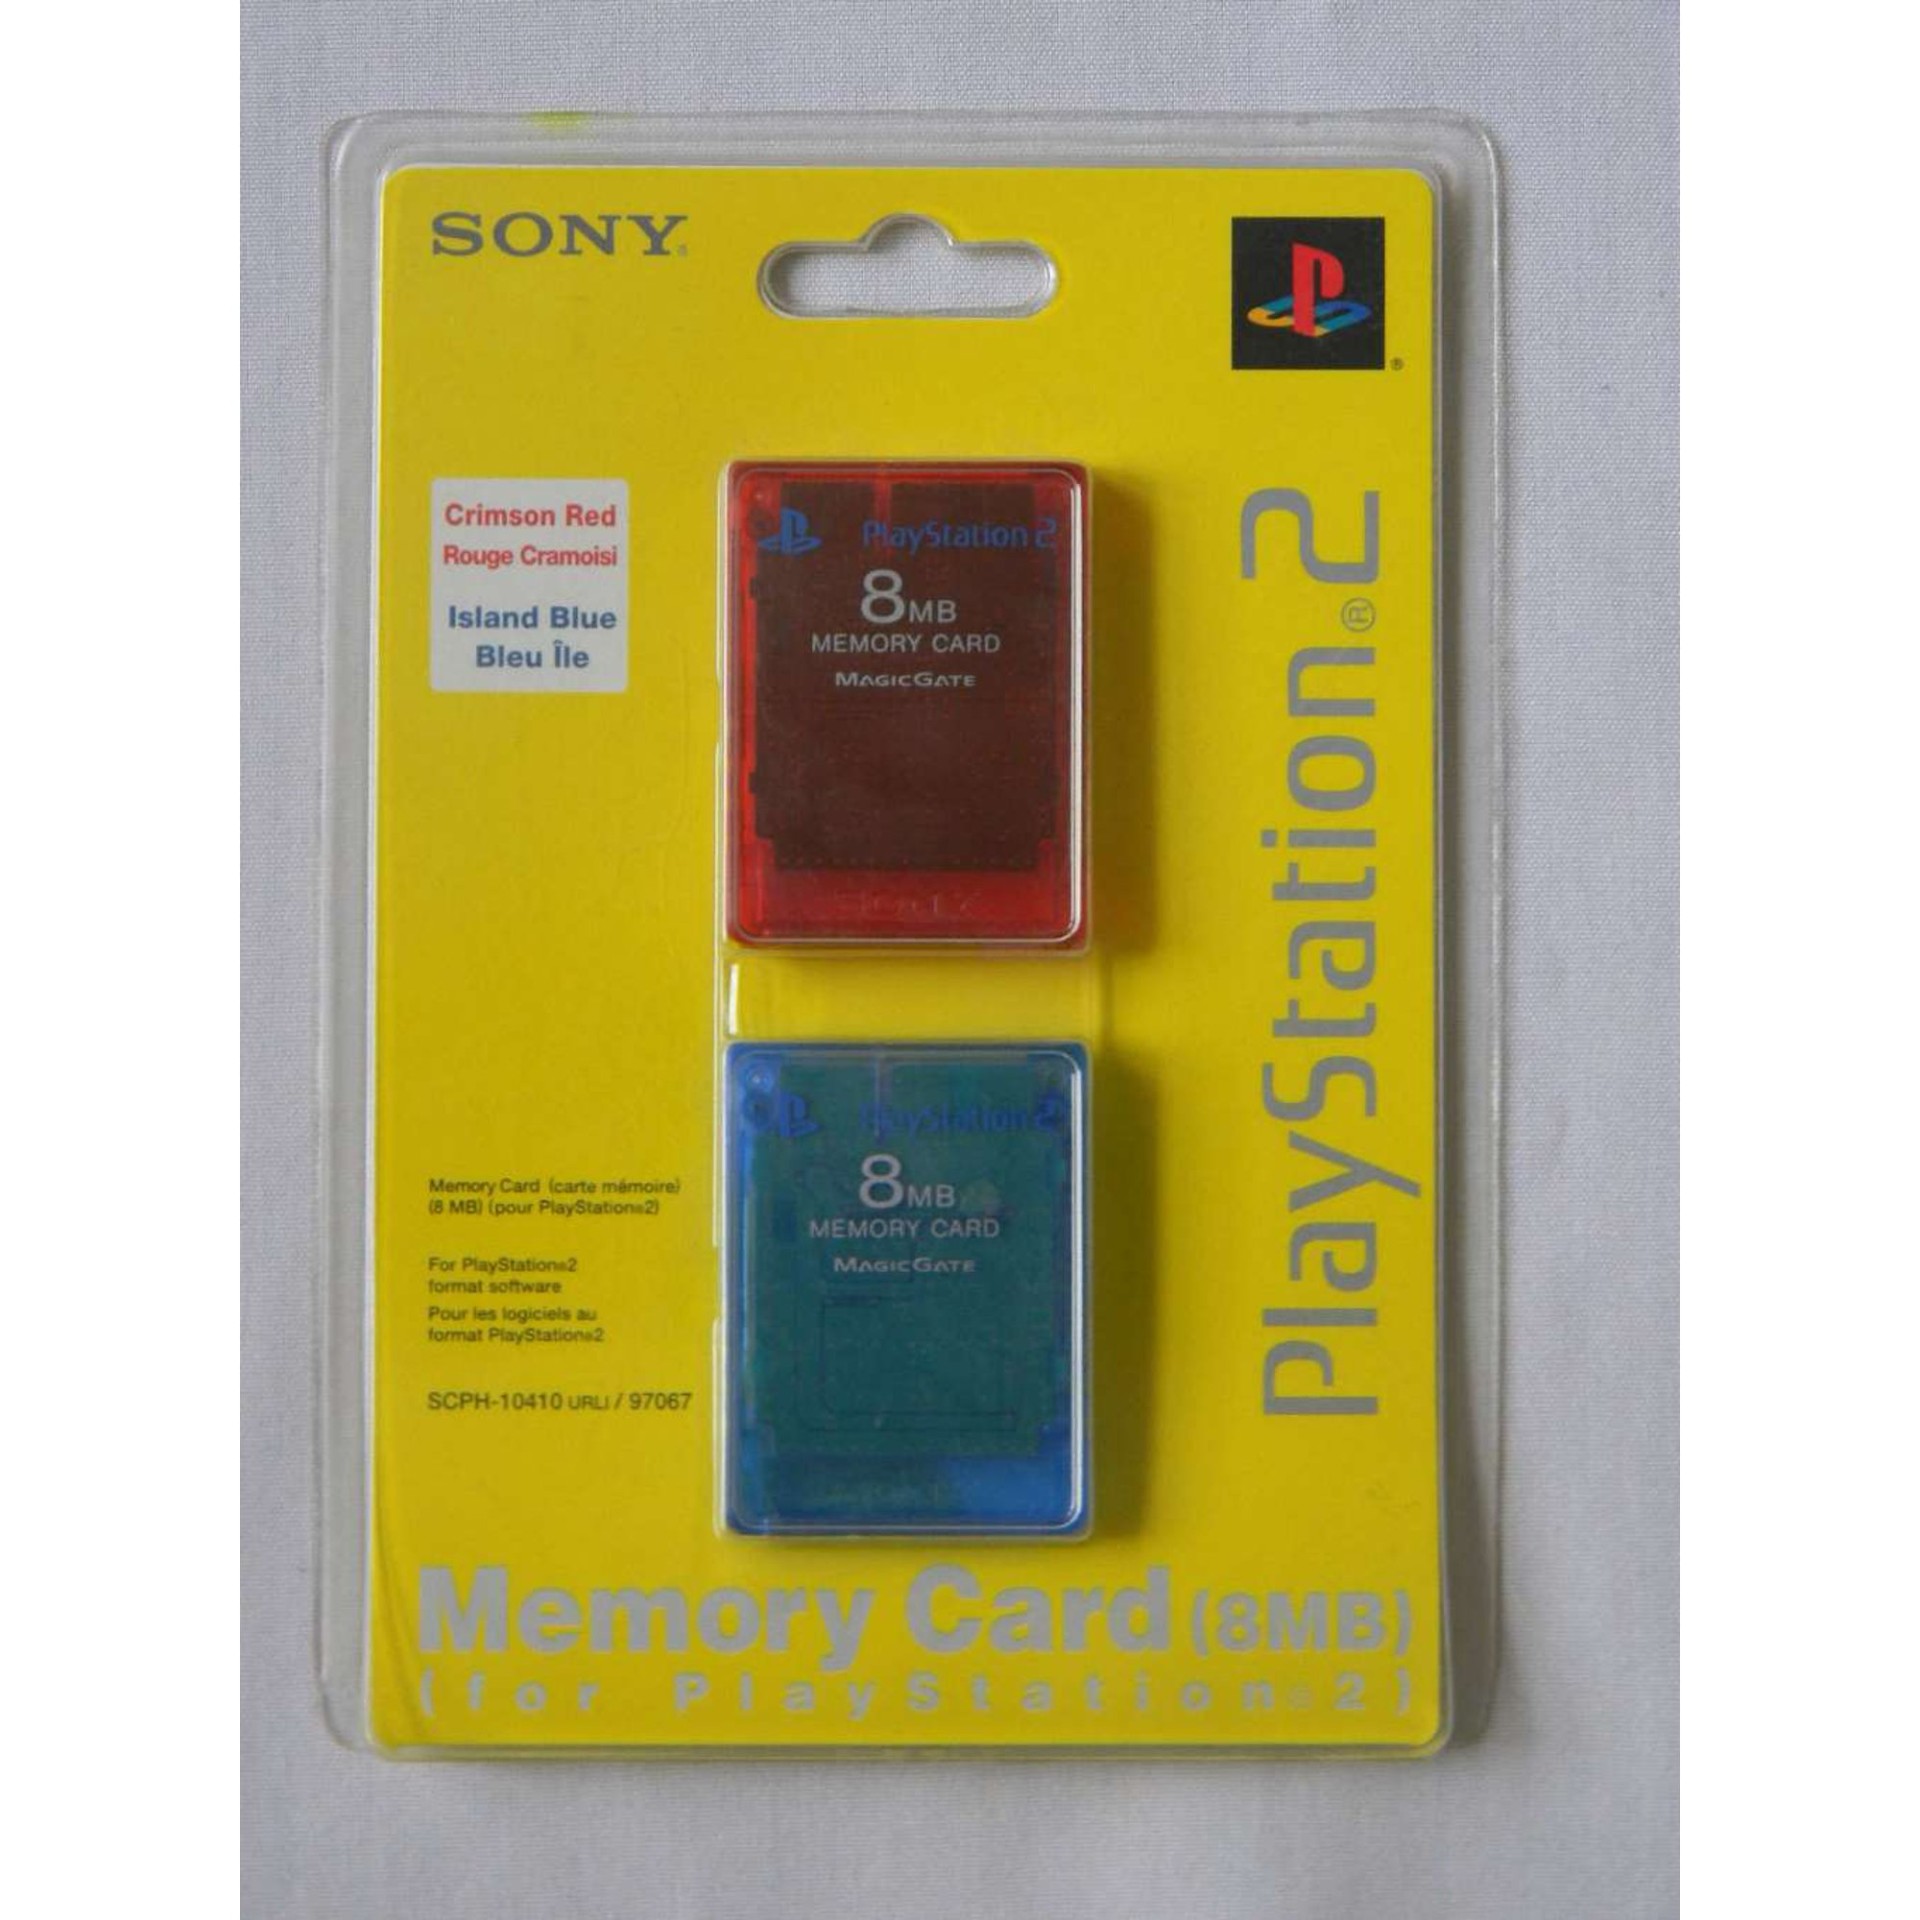 SONY®
®
Crimson Red
Rouge Cramoisi
Island Blue
Bleu Île
PlayStation 2
8MB
MEMORY CARD
MAGICGATE
SONY
PlayStation 2
8MB
MEMORY CARD
MAGICGATE
PlayStation®2
Memory Card (carte mémoire)
(8 MB) (pour PlayStation®2)
For PlayStation®2
format software
Pour les logiciels au
format PlayStation®2
SCPH-10410 URLI / 97067
Memory Card (8MB)
(for PlayStation®2)